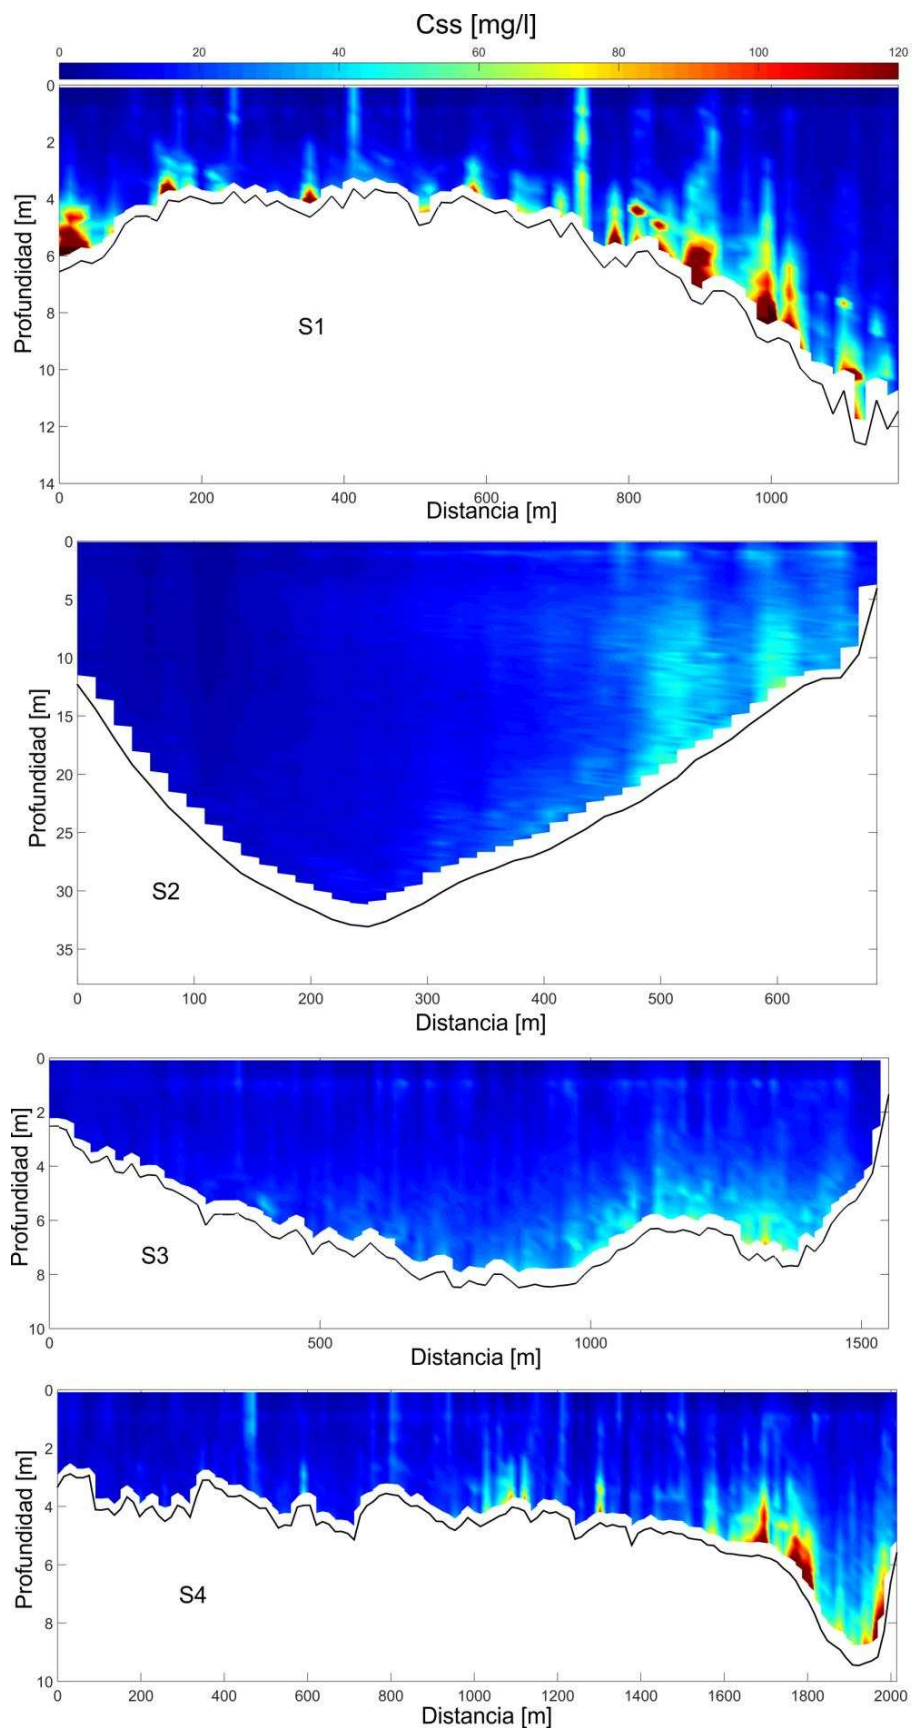 Css [mg/l]
0 20 40 60 80 100 120
0
2
4
6
8
10
12
14
Profundidad [m]
S1
0 200 400 600 800 1000
Distancia [m]
0
5
10
15
20
25
30
35
Profundidad [m]
S2
0 100 200 300 400 500 600
Distancia [m]
0
2
4
6
8
10
Profundidad [m]
S3
0 500 1000 1500
Distancia [m]
0
2
4
6
8
10
Profundidad [m]
S4
0 200 400 600 800 1000 1200 1400 1600 1800 2000
Distancia [m]